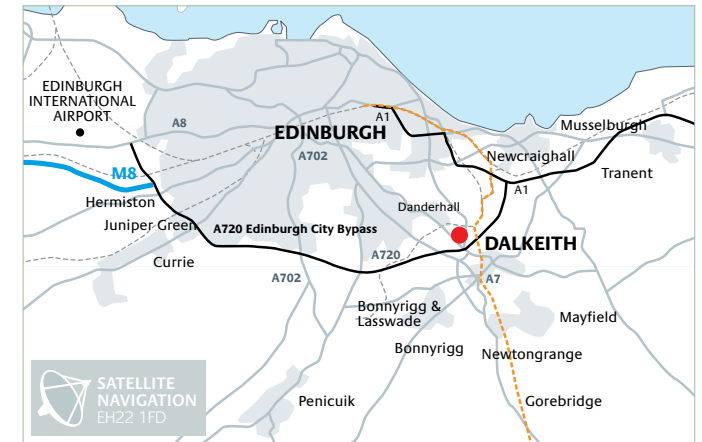 EDINBURGH
INTERNATIONAL
AIRPORT
A8
A1
EDINBURGH
Musselburgh
A702
Newcraighall
M8
Tranent
A1
Hermiston
Danderhall
Juniper Green
A720 Edinburgh City Bypass
DALKEITH
A720
Currie
A702
A7
Bonnyrigg &
Lasswade
Mayfield
Bonnyrigg
Newtongrange
SATELLITE
NAVIGATION
EH22 1FD
Penicuik
Gorebridge